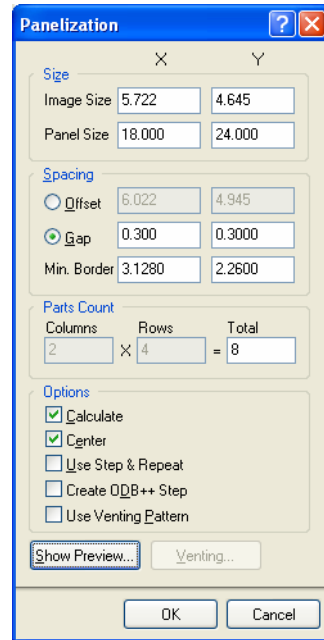 Panelization
X Y
Size
Image Size 5.722 4.645
Panel Size 18.000 24.000
Spacing
Offset 6.022 4.945
Gap 0.300 0.3000
Min. Border 3.1280 2.2600
Parts Count
Columns Rows Total
2 X 4 = 8
Options
Calculate
Center
Use Step & Repeat
Create ODB++ Step
Use Venting Pattern
Show Preview... Venting...
OK Cancel